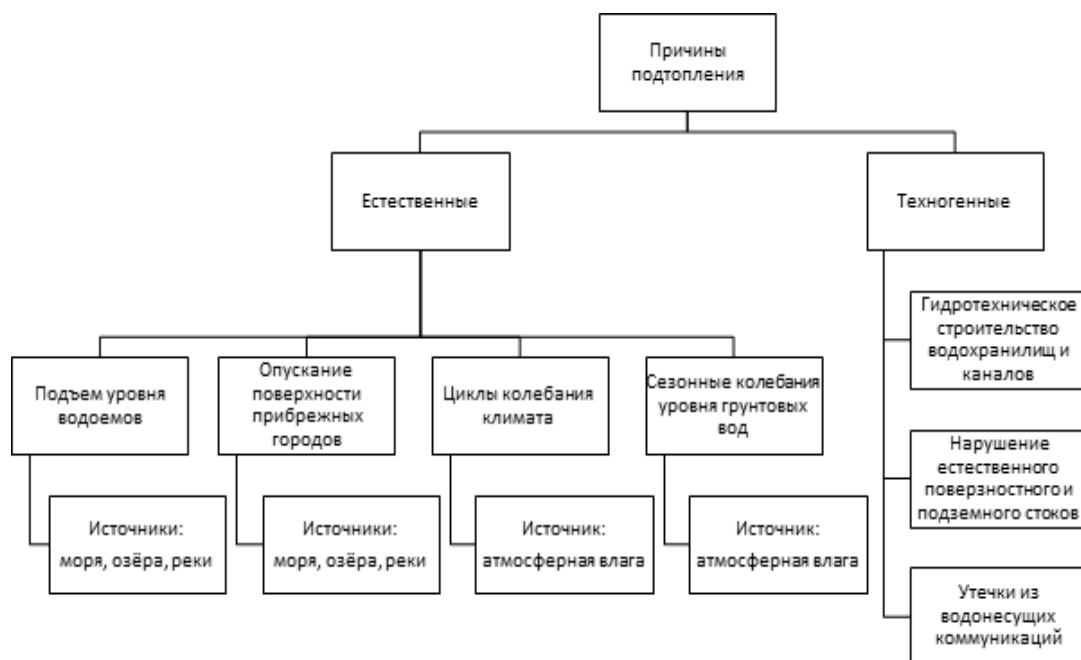 Причины
подтопления
Естественные
Техногенные
Подъем уровня
водоемов
Опускание
поверхности
прибрежных
городов
Циклы колебания
климата
Сезонные колебания
уровня грунтовых
вод
Источники:
моря, озёра, реки
Источники:
моря, озёра, реки
Источник:
атмосферная влага
Источник:
атмосферная влага
Гидротехническое
строительство
водохранилищ и
каналов
Нарушение
естественного
поверзностного и
подземного стоков
Утечки из
водонесущих
коммуникаций